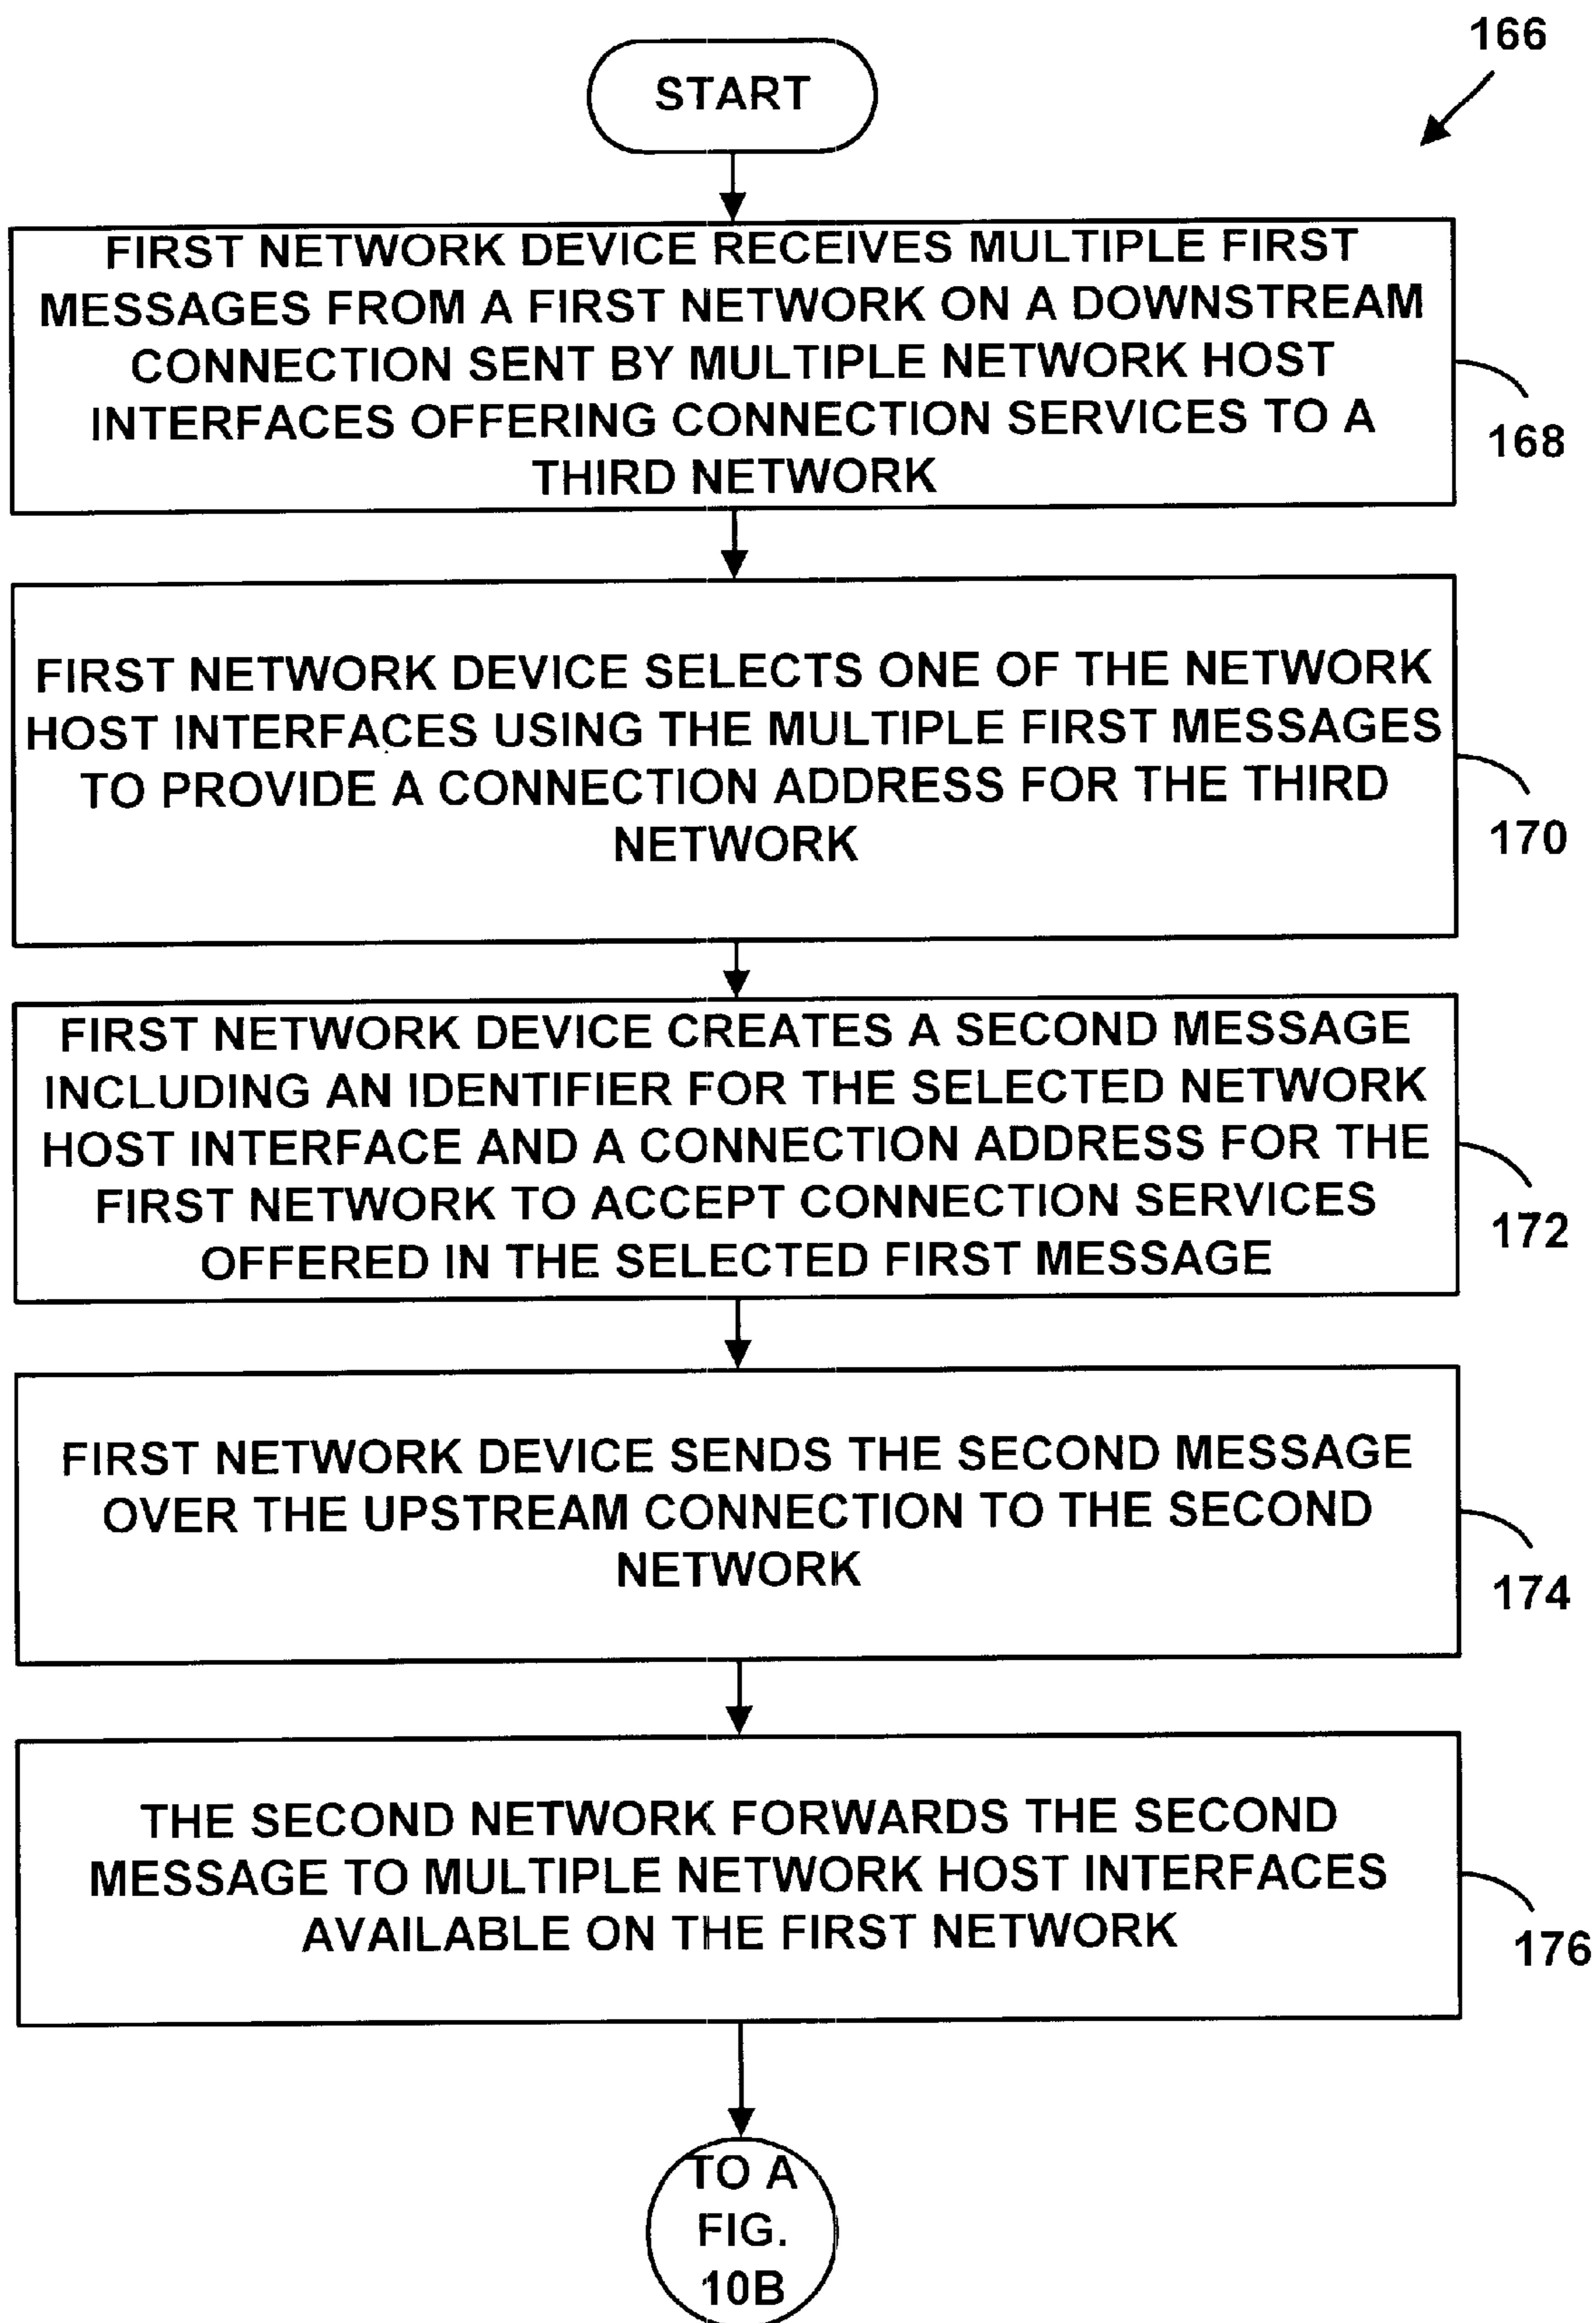 166
START
FIRST NETWORK DEVICE RECEIVES MULTIPLE FIRST
MESSAGES FROM A FIRST NETWORK ON A DOWNSTREAM
CONNECTION SENT BY MULTIPLE NETWORK HOST
INTERFACES OFFERING CONNECTION SERVICES TO A
THIRD NETWORK
168
FIRST NETWORK DEVICE SELECTS ONE OF THE NETWORK
HOST INTERFACES USING THE MULTIPLE FIRST MESSAGES
TO PROVIDE A CONNECTION ADDRESS FOR THE THIRD
NETWORK
170
FIRST NETWORK DEVICE CREATES A SECOND MESSAGE
INCLUDING AN IDENTIFIER FOR THE SELECTED NETWORK
HOST INTERFACE AND A CONNECTION ADDRESS FOR THE
FIRST NETWORK TO ACCEPT CONNECTION SERVICES
OFFERED IN THE SELECTED FIRST MESSAGE
172
FIRST NETWORK DEVICE SENDS THE SECOND MESSAGE
OVER THE UPSTREAM CONNECTION TO THE SECOND
NETWORK
174
THE SECOND NETWORK FORWARDS THE SECOND
MESSAGE TO MULTIPLE NETWORK HOST INTERFACES
AVAILABLE ON THE FIRST NETWORK
176
TO A
FIG.
10B